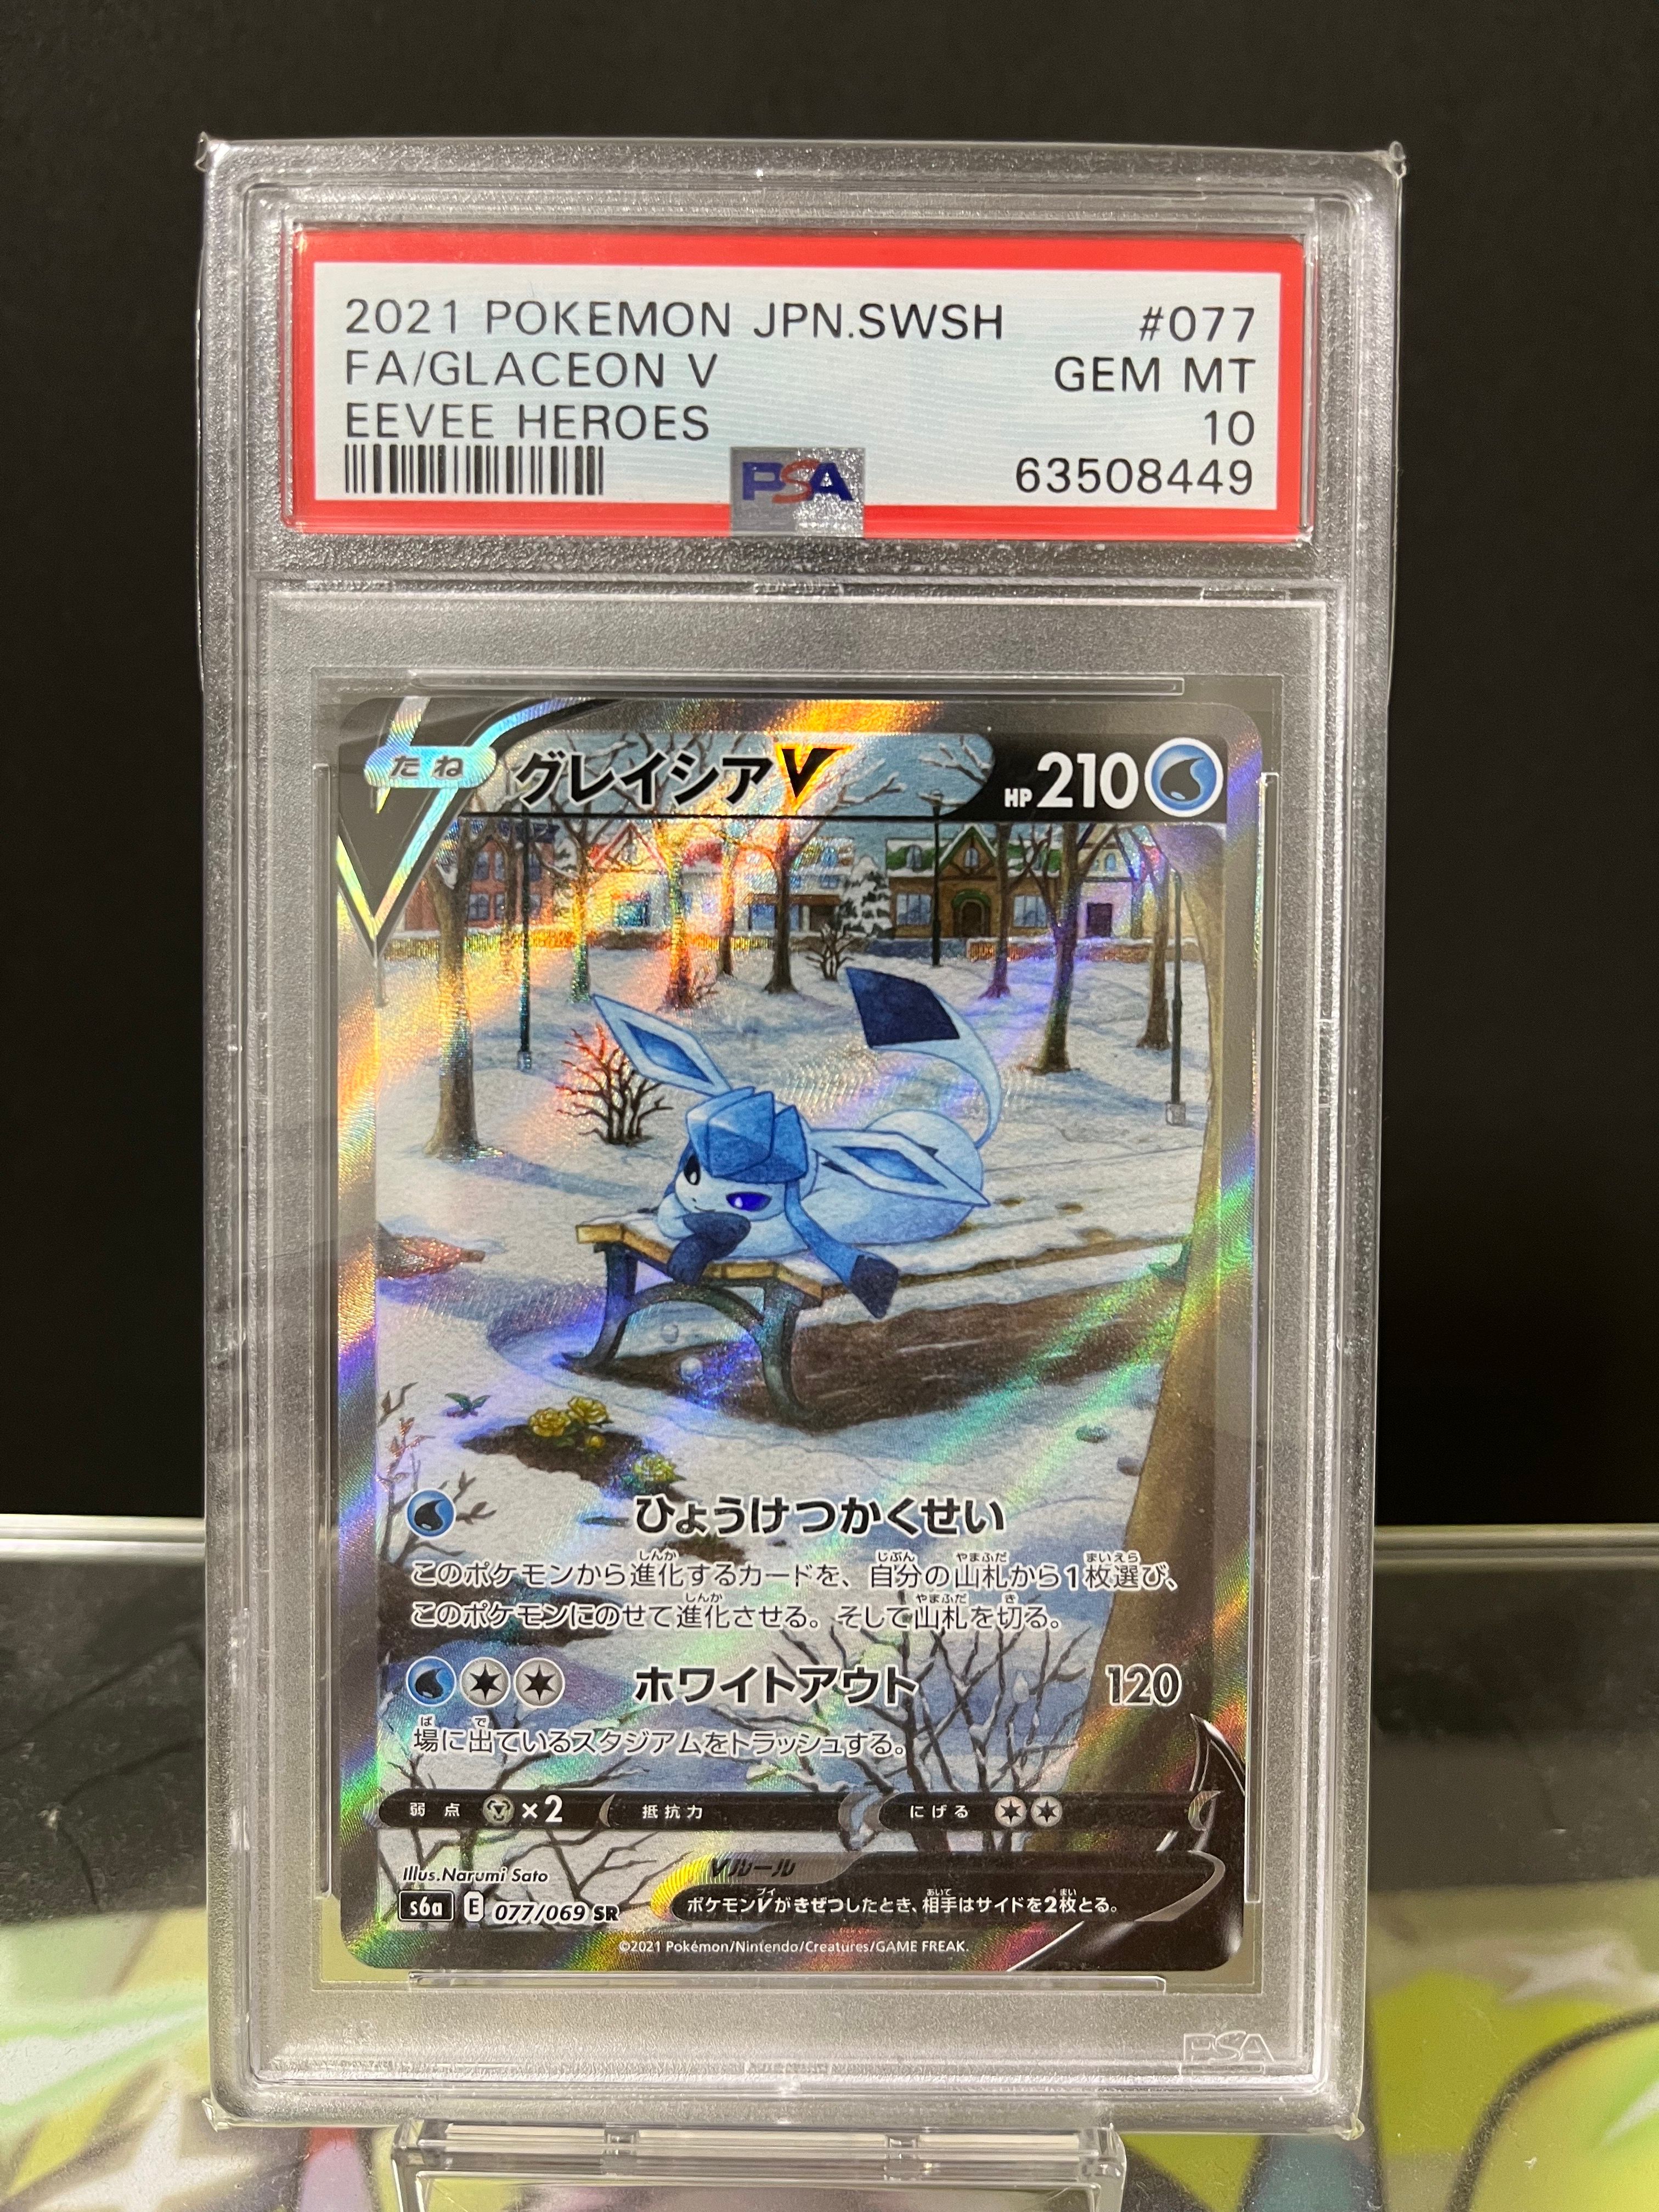 2021 POKEMON JPN.SWSH #077
FA/GLACEON V GEM MT
EEVEE HEROES 10
PSA 63508449
たね グレイシアV HP 210
ひょうけつかくせい
このポケモンから進化するカードを、自分の山札から1枚選び、
このポケモンにのせて進化させる。そして山札を切る。
ホワイトアウト 120
場に出ているスタジアムをトラッシュする。
弱点 ×2 抵抗力 にげる
Illus.Narumi Sato Vルール
s6a E 077/069 SR ポケモンVがきぜつしたとき、相手はサイドを2枚とる。
©2021 Pokémon/Nintendo/Creatures/GAME FREAK.
PSA